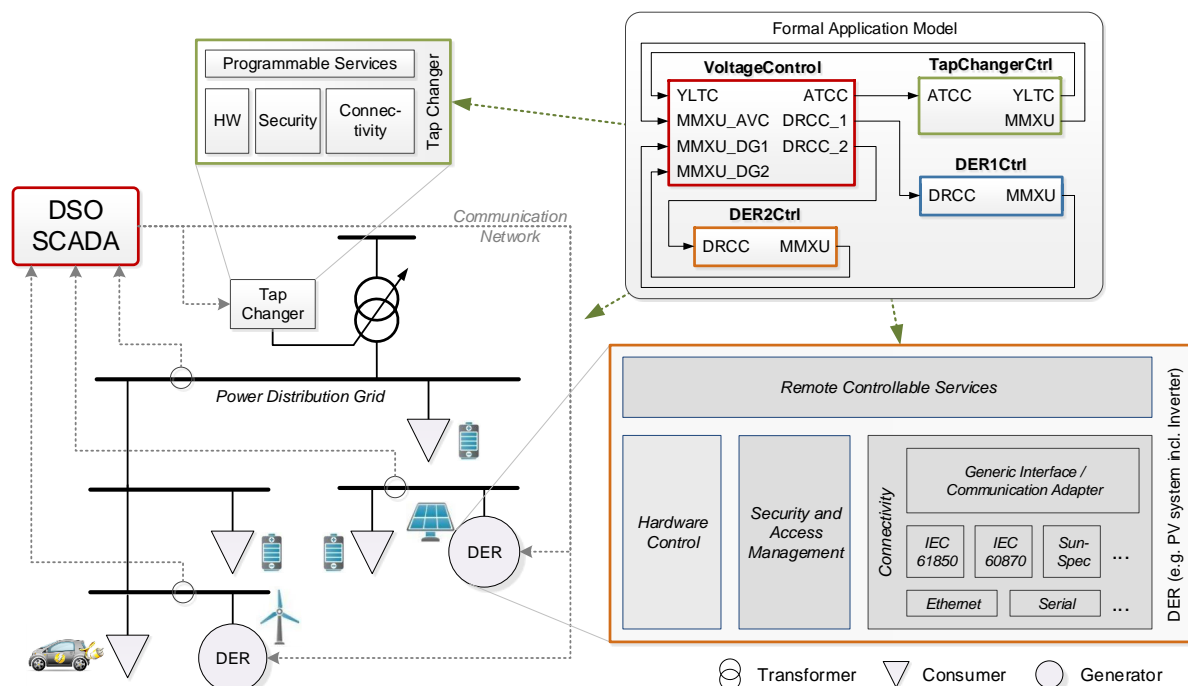 Formal Application Model
VoltageControl
TapChangerCtrl
YLTC
ATCC
MMXU_AVC
DRCC_1
MMXU_DG1
DRCC_2
MMXU_DG2
ATCC
YLTC
MMXU
DER1Ctrl
DRCC
MMXU
DER2Ctrl
DRCC
MMXU
Programmable Services
HW
Security
Connec-
tivity
Tap Changer
DSO
SCADA
Communication
Network
Tap
Changer
Power Distribution Grid
DER
DER
Remote Controllable Services
Hardware
Control
Security and
Access
Management
Connectivity
Generic Interface /
Communication Adapter
IEC
61850
IEC
60870
Sun-
Spec
...
Ethernet
Serial
...
DER (e.g. PV system incl. Inverter)
Transformer
Consumer
Generator